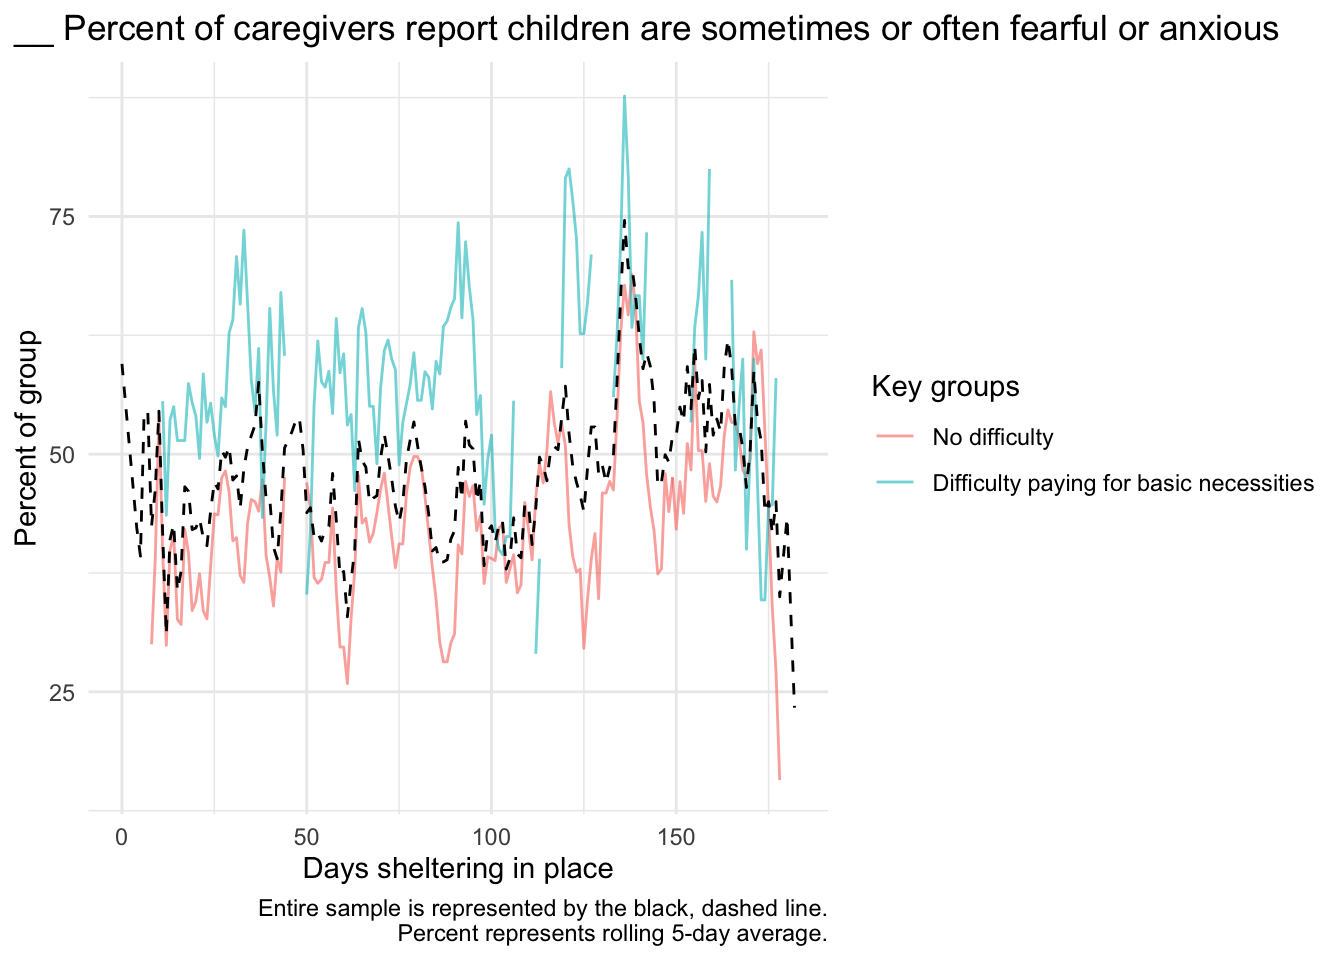 __ Percent of caregivers report children are sometimes or often fearful or anxious
Percent of group
75
50
25
0
50
100
150
Days sheltering in place
Key groups
No difficulty
Difficulty paying for basic necessities
Entire sample is represented by the black, dashed line.
Percent represents rolling 5-day average.